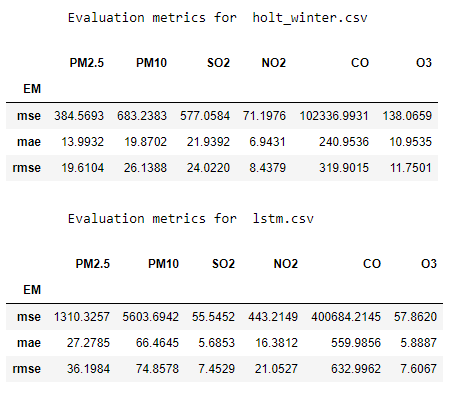 Evaluation metrics for  holt_winter.csv
PM2.5 PM10 SO2 NO2 CO O3
EM
mse 384.5693 683.2383 577.0584 71.1976 102336.9931 138.0659
mae 13.9932 19.8702 21.9392 6.9431 240.9536 10.9535
rmse 19.6104 26.1388 24.0220 8.4379 319.9015 11.7501
Evaluation metrics for  lstm.csv
PM2.5 PM10 SO2 NO2 CO O3
EM
mse 1310.3257 5603.6942 55.5452 443.2149 400684.2145 57.8620
mae 27.2785 66.4645 5.6853 16.3812 559.9856 5.8887
rmse 36.1984 74.8578 7.4529 21.0527 632.9962 7.6067